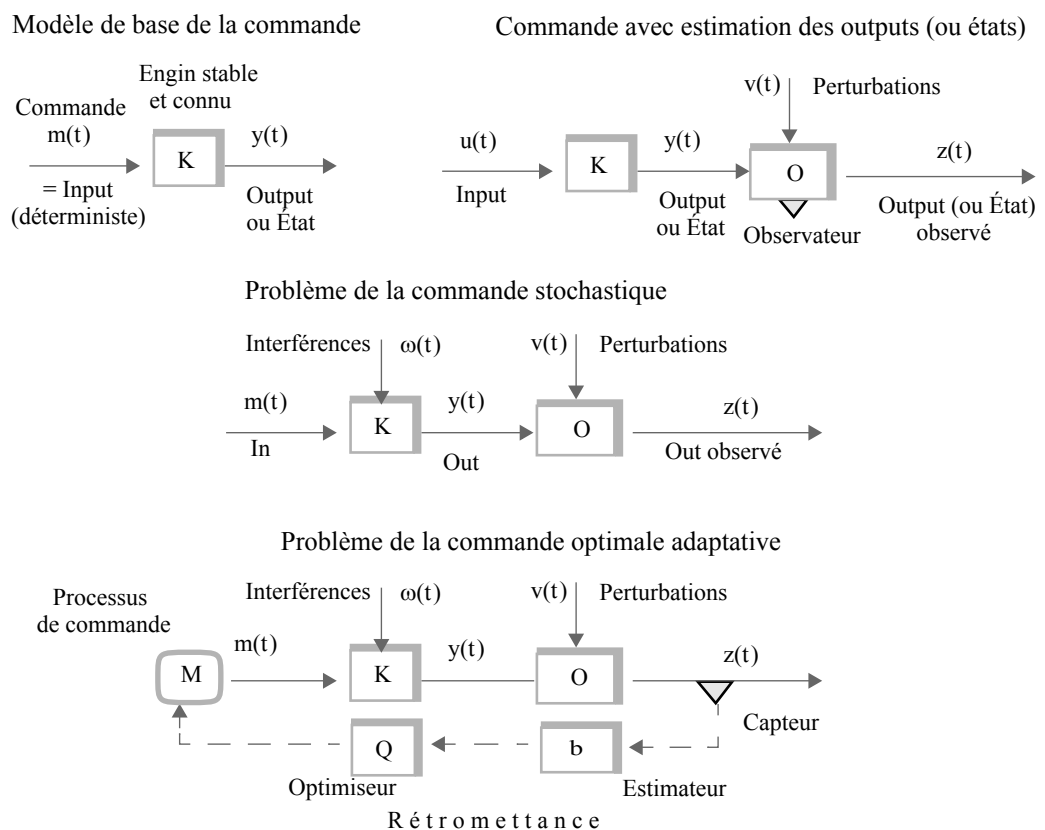 Modèle de base de la commande
Commande avec estimation des outputs (ou états)
Engin stable
et connu
Commande
m(t)
K
y(t)
= Input
(déterministe)
Output
ou État
v(t)
Perturbations
u(t)
Input
K
y(t)
Output
ou État
O
Observateur
z(t)
Output (ou État)
observé
Problème de la commande stochastique
Interférences
ω(t)
v(t)
Perturbations
m(t)
In
K
y(t)
Out
O
z(t)
Out observé
Problème de la commande optimale adaptative
Processus
de commande
Interférences
ω(t)
v(t)
Perturbations
M
m(t)
K
y(t)
O
z(t)
Capteur
Q
Optimiseur
b
Estimateur
Rétromettance